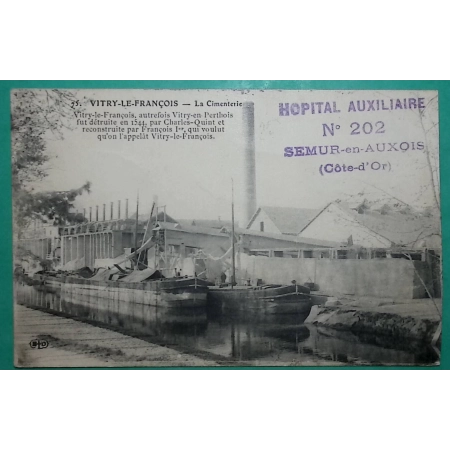 75. VITRY-LE-FRANÇOIS — La Cimenterie
Vitry-le-François, autrefois Vitry-en Perthois
fut détruite en 1544, par Charles-Quint et
reconstruite par François Ier, qui voulut
qu'on l'appelât Vitry-le-François.
HOPITAL AUXILIAIRE
N° 202
SEMUR-en-AUXOIS
(Côte-d'Or)
ELD